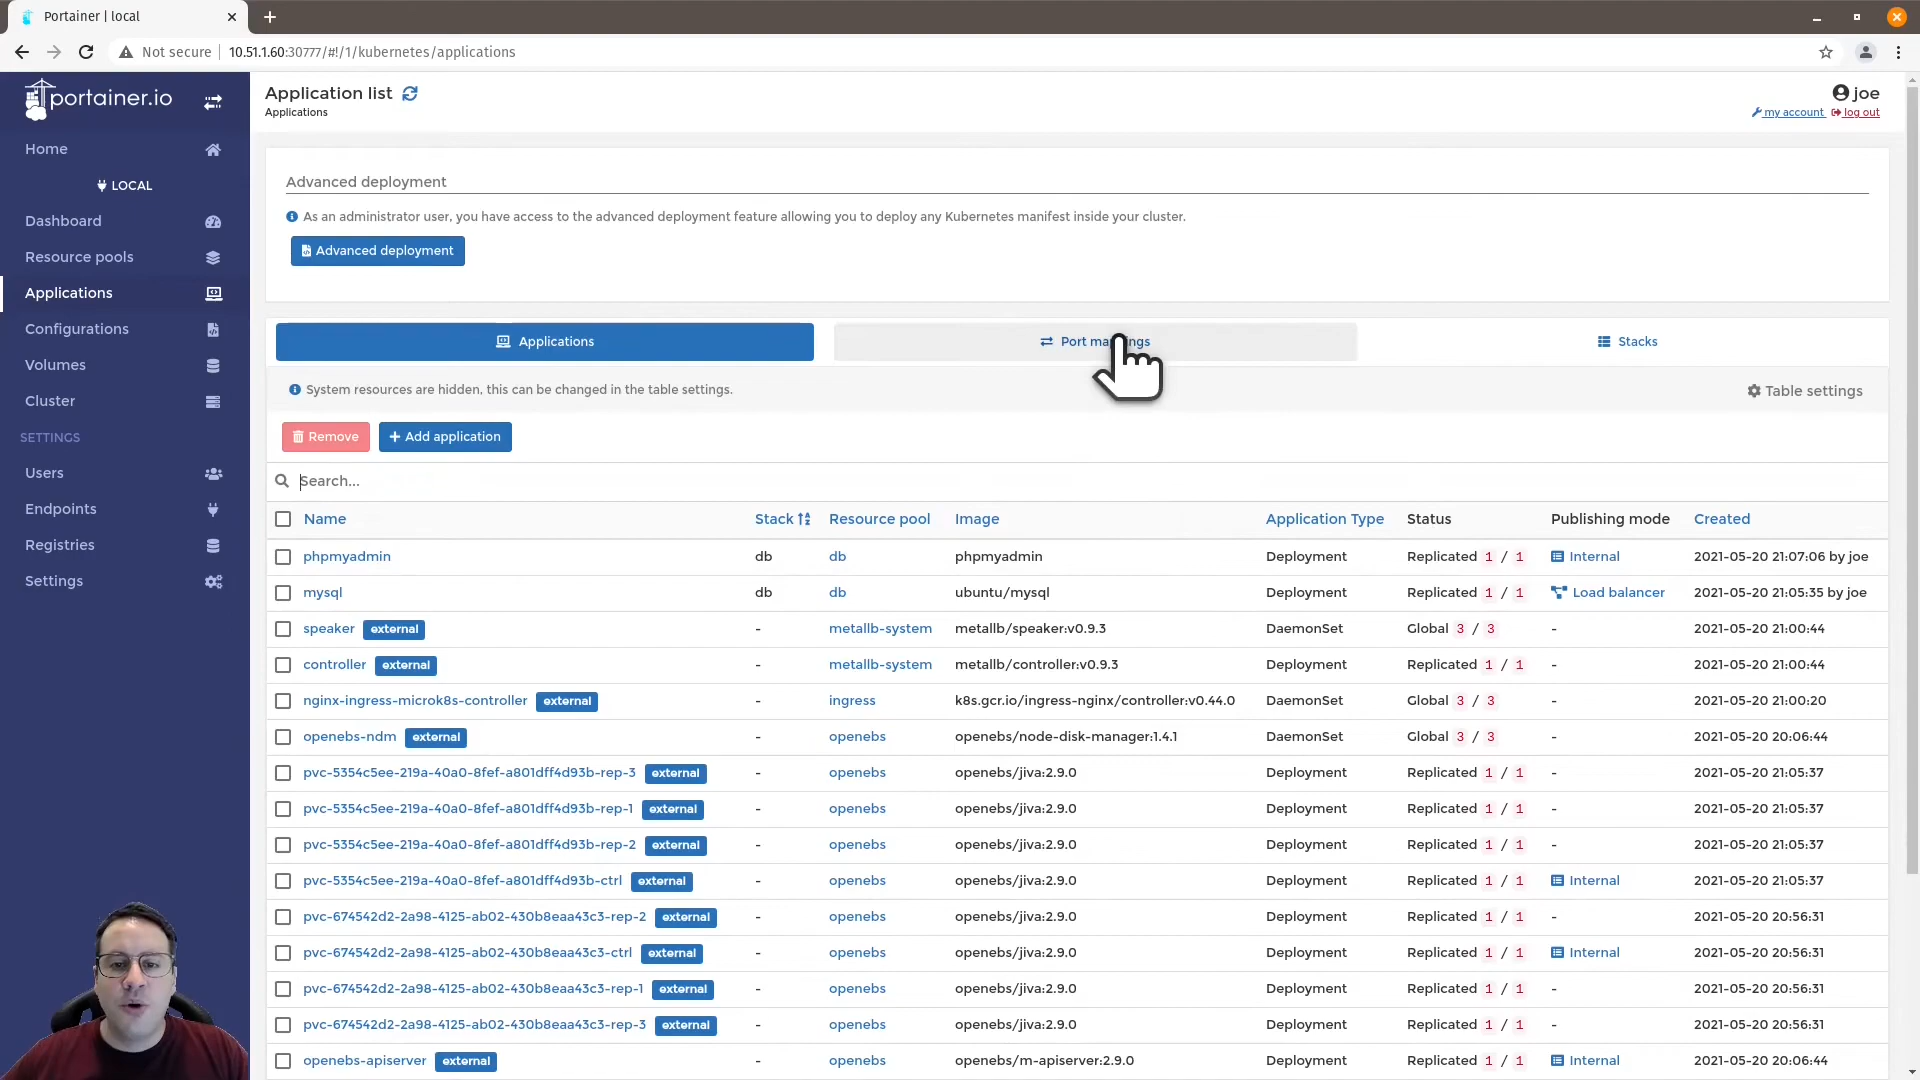 Portainer | local
Not secure
10.51.1.60:30777/#!/1/kubernetes/applications
portainer.io
Home
LOCAL
Dashboard
Resource pools
Applications
Configurations
Volumes
Cluster
SETTINGS
Users
Endpoints
Registries
Settings
Application list
Applications
joe
my account log out
Advanced deployment
As an administrator user, you have access to the advanced deployment feature allowing you to deploy any Kubernetes manifest inside your cluster.
Advanced deployment
Applications
Port mappings
Stacks
System resources are hidden, this can be changed in the table settings.
Table settings
Remove
+ Add application
Search...
Name Stack Resource pool Image Application Type Status Publishing mode Created
phpmyadmin db db phpmyadmin Deployment Replicated 1 / 1 Internal 2021-05-20 21:07:06 by joe
mysql db db ubuntu/mysql Deployment Replicated 1 / 1 Load balancer 2021-05-20 21:05:35 by joe
speaker external - metallb-system metallb/speaker:v0.9.3 DaemonSet Global 3 / 3 - 2021-05-20 21:00:44
controller external - metallb-system metallb/controller:v0.9.3 Deployment Replicated 1 / 1 - 2021-05-20 21:00:44
nginx-ingress-microk8s-controller external - ingress k8s.gcr.io/ingress-nginx/controller:v0.44.0 DaemonSet Global 3 / 3 - 2021-05-20 21:00:20
openebs-ndm external - openebs openebs/node-disk-manager:1.4.1 DaemonSet Global 3 / 3 - 2021-05-20 20:06:44
pvc-5354c5ee-219a-40a0-8fef-a801dff4d93b-rep-3 external - openebs openebs/jiva:2.9.0 Deployment Replicated 1 / 1 - 2021-05-20 21:05:37
pvc-5354c5ee-219a-40a0-8fef-a801dff4d93b-rep-1 external - openebs openebs/jiva:2.9.0 Deployment Replicated 1 / 1 - 2021-05-20 21:05:37
pvc-5354c5ee-219a-40a0-8fef-a801dff4d93b-rep-2 external - openebs openebs/jiva:2.9.0 Deployment Replicated 1 / 1 - 2021-05-20 21:05:37
pvc-5354c5ee-219a-40a0-8fef-a801dff4d93b-ctrl external - openebs openebs/jiva:2.9.0 Deployment Replicated 1 / 1 Internal 2021-05-20 21:05:37
pvc-674542d2-2a98-4125-ab02-430b8eaa43c3-rep-2 external - openebs openebs/jiva:2.9.0 Deployment Replicated 1 / 1 - 2021-05-20 20:56:31
pvc-674542d2-2a98-4125-ab02-430b8eaa43c3-ctrl external - openebs openebs/jiva:2.9.0 Deployment Replicated 1 / 1 Internal 2021-05-20 20:56:31
pvc-674542d2-2a98-4125-ab02-430b8eaa43c3-rep-1 external - openebs openebs/jiva:2.9.0 Deployment Replicated 1 / 1 - 2021-05-20 20:56:31
pvc-674542d2-2a98-4125-ab02-430b8eaa43c3-rep-3 external - openebs openebs/jiva:2.9.0 Deployment Replicated 1 / 1 - 2021-05-20 20:56:31
openebs-apiserver external - openebs openebs/m-apiserver:2.9.0 Deployment Replicated 1 / 1 Internal 2021-05-20 20:06:44